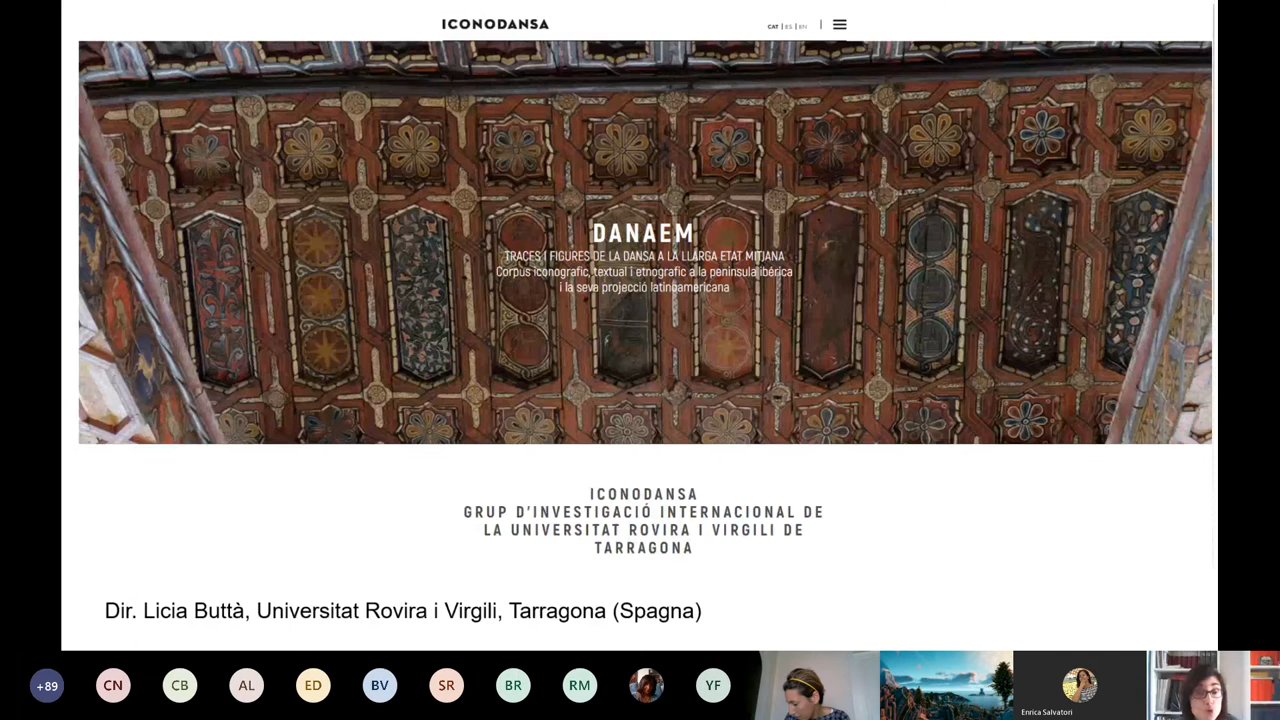 ICONODANSA
CAT | ES | EN |
DANAEM
TRACES I FIGURES DE LA DANSA A LA LLARGA ETAT MITJANA
Corpus iconogràfic, textual i etnogràfic a la península ibèrica
i la seva projecció llatinoamericana
ICONODANSA
GRUP D'INVESTIGACIÓ INTERNACIONAL DE
LA UNIVERSITAT ROVIRA I VIRGILI DE
TARRAGONA
Dir. Licia Buttà, Universitat Rovira i Virgili, Tarragona (Spagna)
+89 CN CB AL ED BV SR BR RM YF
Enrica Salvatori